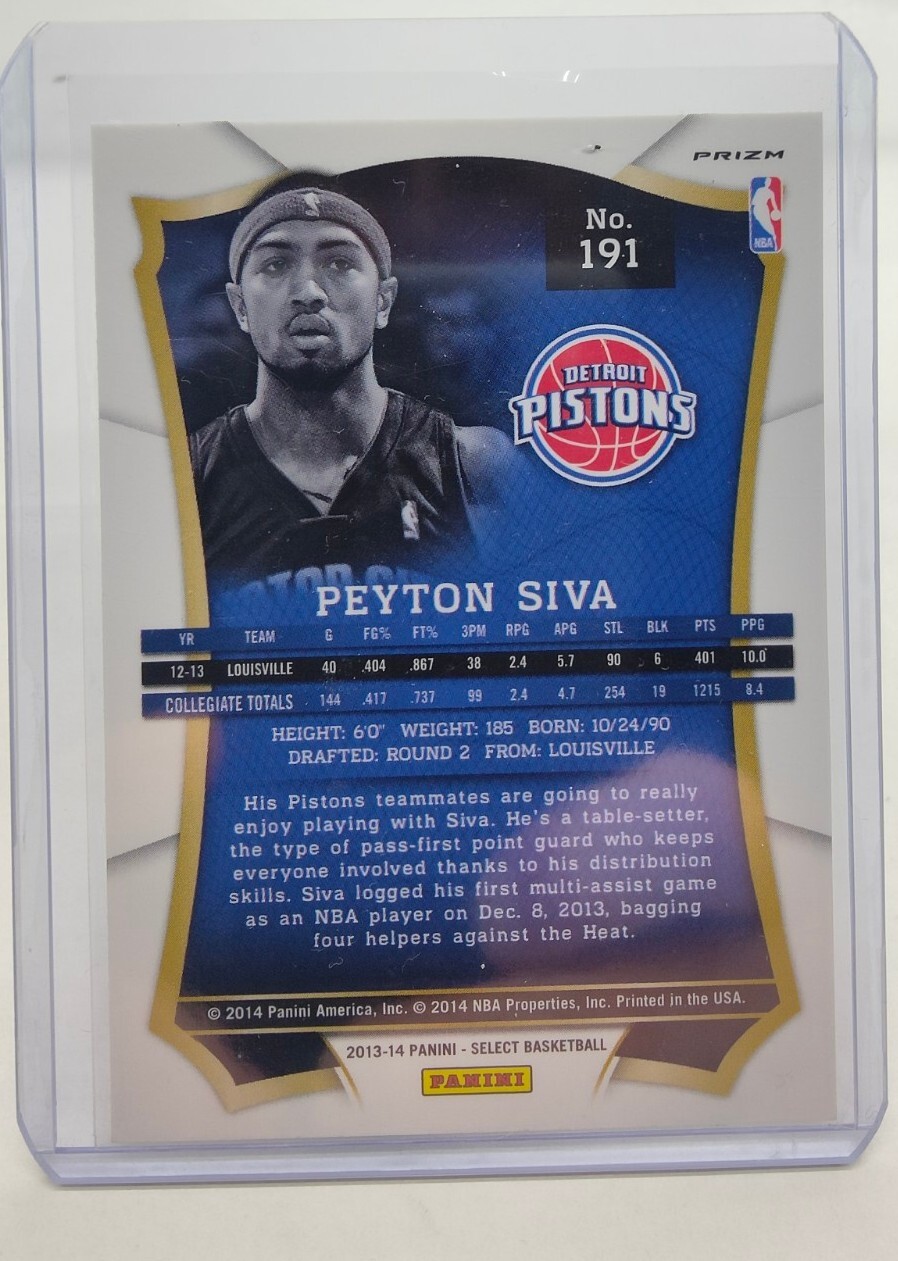 PRIZM
No.
191
NBA
DETROIT
PISTONS
PEYTON SIVA
YR TEAM G FG% FT% 3PM RPG APG STL BLK PTS PPG
12-13 LOUISVILLE 40 .404 .867 38 2.4 5.7 90 6 401 10.0
COLLEGIATE TOTALS 144 .417 .737 99 2.4 4.7 254 19 1215 8.4
HEIGHT: 6'0" WEIGHT: 185 BORN: 10/24/90
DRAFTED: ROUND 2 FROM: LOUISVILLE
His Pistons teammates are going to really
enjoy playing with Siva. He's a table-setter,
the type of pass-first point guard who keeps
everyone involved thanks to his distribution
skills. Siva logged his first multi-assist game
as an NBA player on Dec. 8, 2013, bagging
four helpers against the Heat.
© 2014 Panini America, Inc. © 2014 NBA Properties, Inc. Printed in the USA.
2013-14 PANINI - SELECT BASKETBALL
PANINI